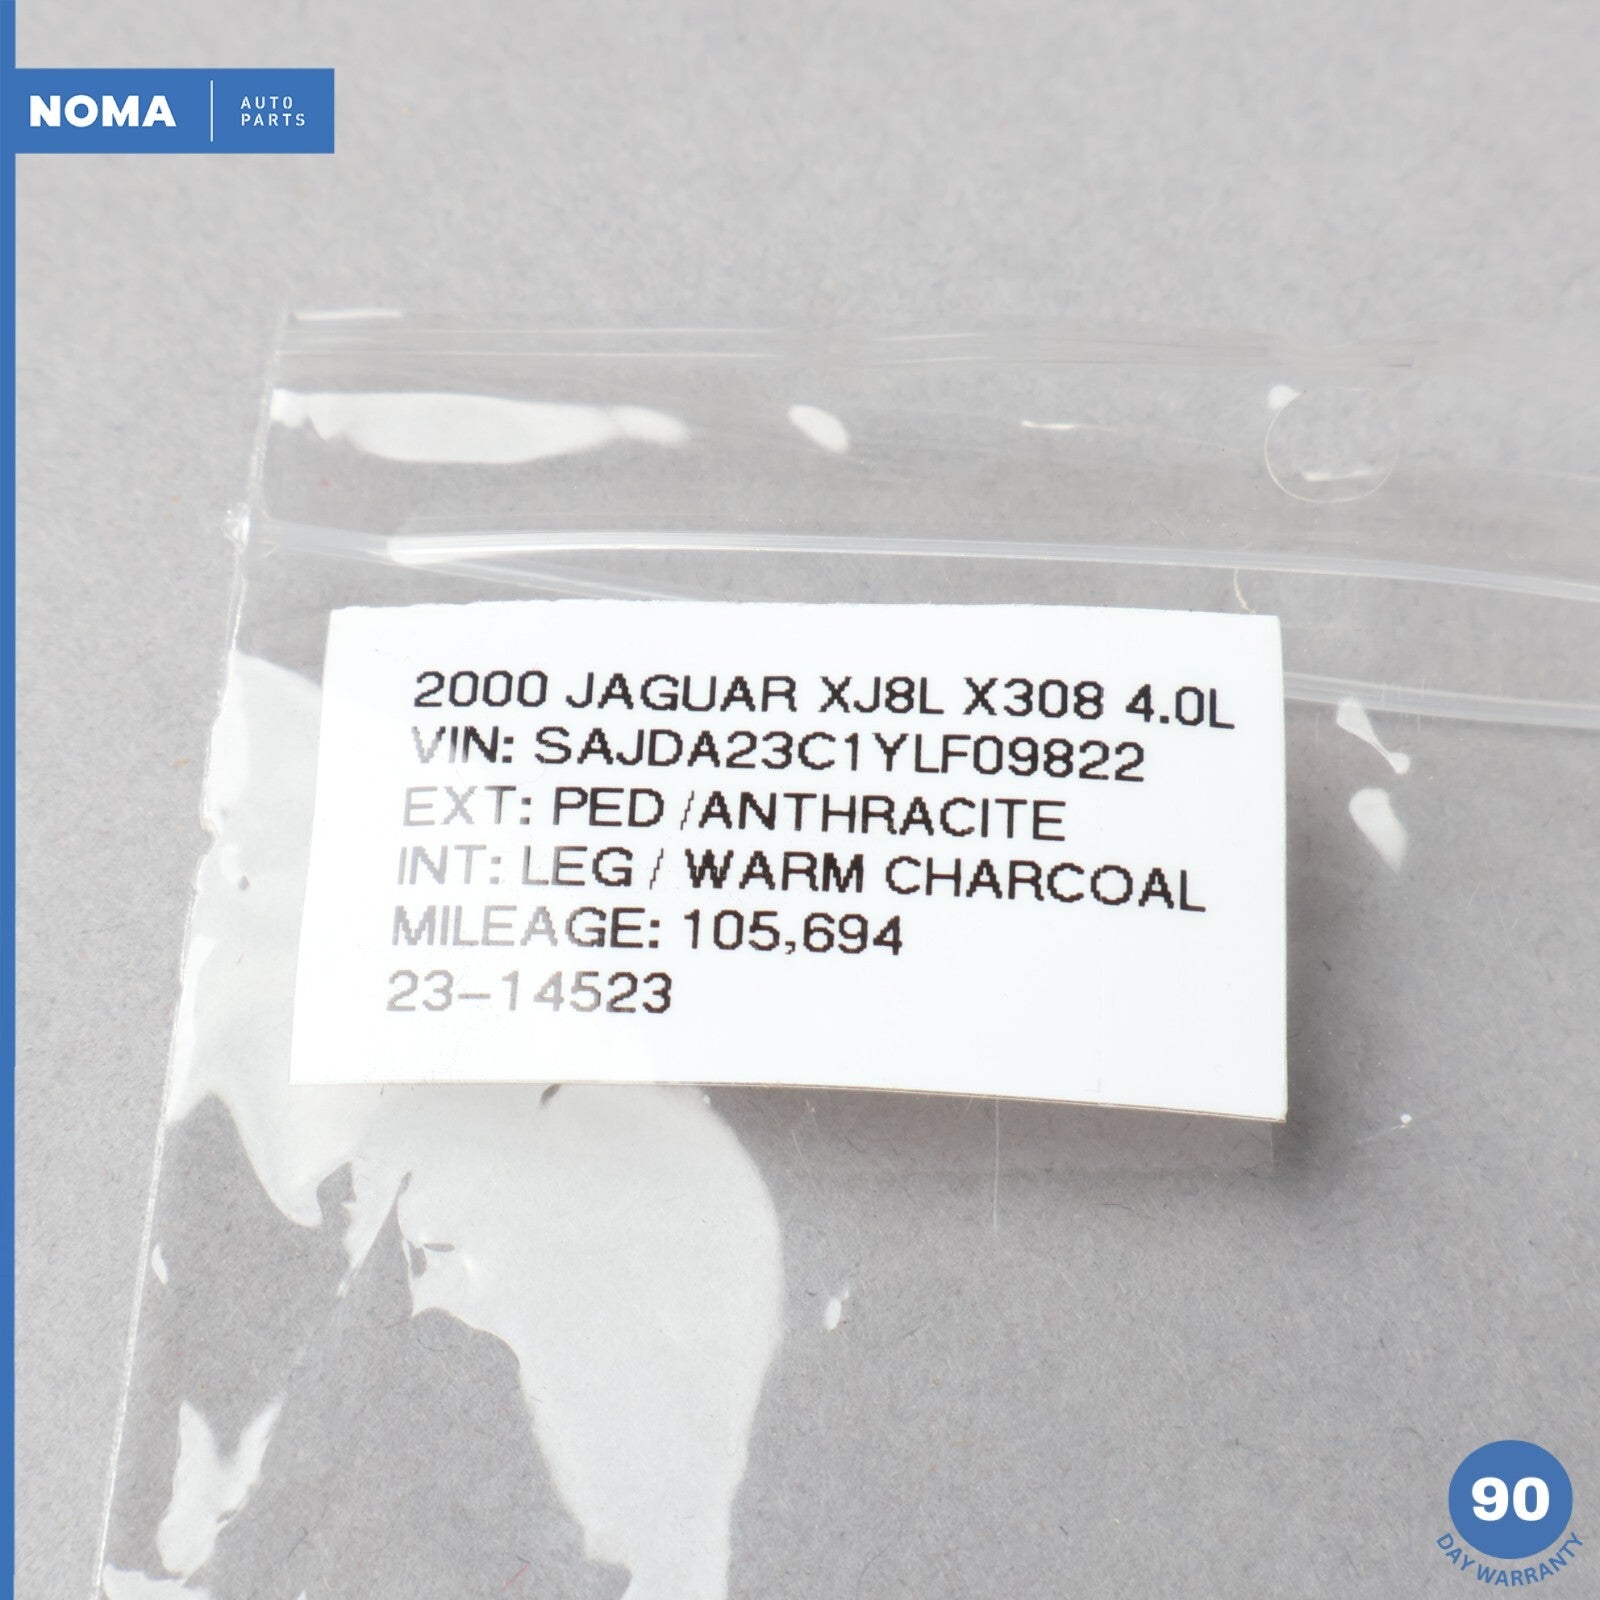 NOMA
AUTO
PARTS
2000 JAGUAR XJ8L X308 4.0L
VIN: SAJDA23C1YLF09822
EXT: PED /ANTHRACITE
INT: LEG / WARM CHARCOAL
MILEAGE: 105,694
23-14523
90
DAY WARRANTY